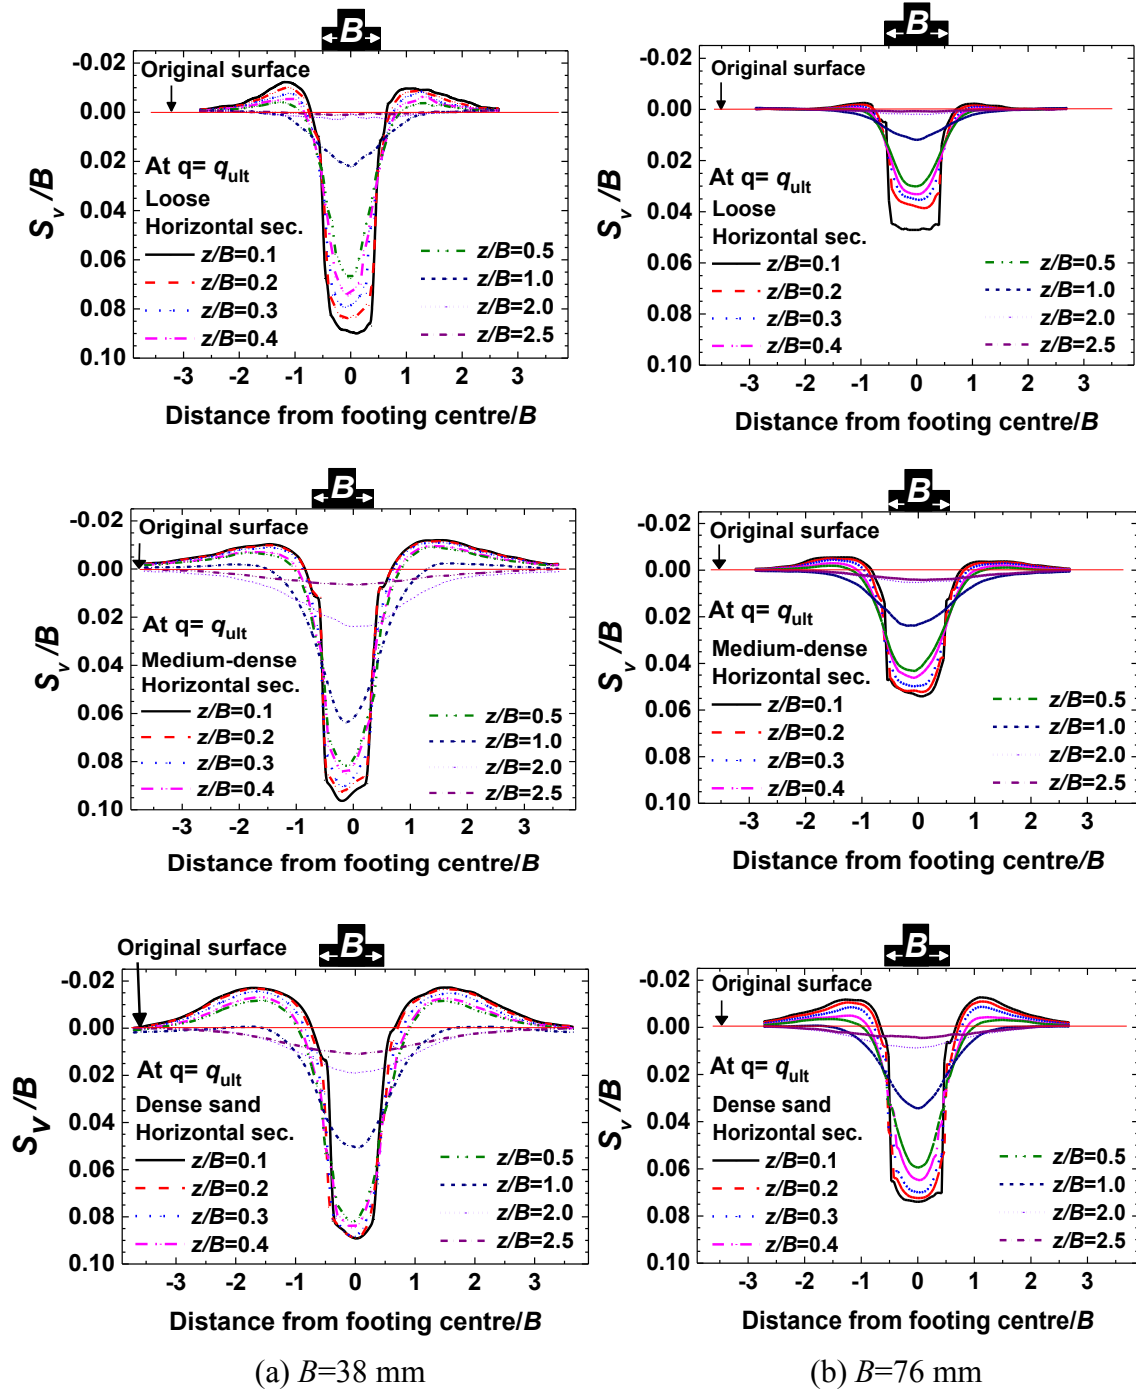 B
-0.02
0.00
0.02
0.04
0.06
0.08
0.10
S_v/B
Original surface
At q= q_ult
Loose
Horizontal sec.
z/B=0.1
z/B=0.2
z/B=0.3
z/B=0.4
z/B=0.5
z/B=1.0
z/B=2.0
z/B=2.5
-3 -2 -1 0 1 2 3
Distance from footing centre/B
B
-0.02
0.00
0.02
0.04
0.06
0.08
0.10
S_v/B
Original surface
At q= q_ult
Loose
Horizontal sec.
z/B=0.1
z/B=0.2
z/B=0.3
z/B=0.4
z/B=0.5
z/B=1.0
z/B=2.0
z/B=2.5
-3 -2 -1 0 1 2 3
Distance from footing centre/B
B
-0.02
0.00
0.02
0.04
0.06
0.08
0.10
S_v/B
Original surface
At q= q_ult
Medium-dense
Horizontal sec.
z/B=0.1
z/B=0.2
z/B=0.3
z/B=0.4
z/B=0.5
z/B=1.0
z/B=2.0
z/B=2.5
-3 -2 -1 0 1 2 3
Distance from footing centre/B
B
-0.02
0.00
0.02
0.04
0.06
0.08
0.10
S_v/B
Original surface
At q= q_ult
Medium-dense
Horizontal sec.
z/B=0.1
z/B=0.2
z/B=0.3
z/B=0.4
z/B=0.5
z/B=1.0
z/B=2.0
z/B=2.5
-3 -2 -1 0 1 2 3
Distance from footing centre/B
B
-0.02
0.00
0.02
0.04
0.06
0.08
0.10
S_v/B
Original surface
At q= q_ult
Dense sand
Horizontal sec.
z/B=0.1
z/B=0.2
z/B=0.3
z/B=0.4
z/B=0.5
z/B=1.0
z/B=2.0
z/B=2.5
-3 -2 -1 0 1 2 3
Distance from footing centre/B
B
-0.02
0.00
0.02
0.04
0.06
0.08
0.10
S_v/B
Original surface
At q= q_ult
Dense sand
Horizontal sec.
z/B=0.1
z/B=0.2
z/B=0.3
z/B=0.4
z/B=0.5
z/B=1.0
z/B=2.0
z/B=2.5
-3 -2 -1 0 1 2 3
Distance from footing centre/B
(a) B=38 mm
(b) B=76 mm